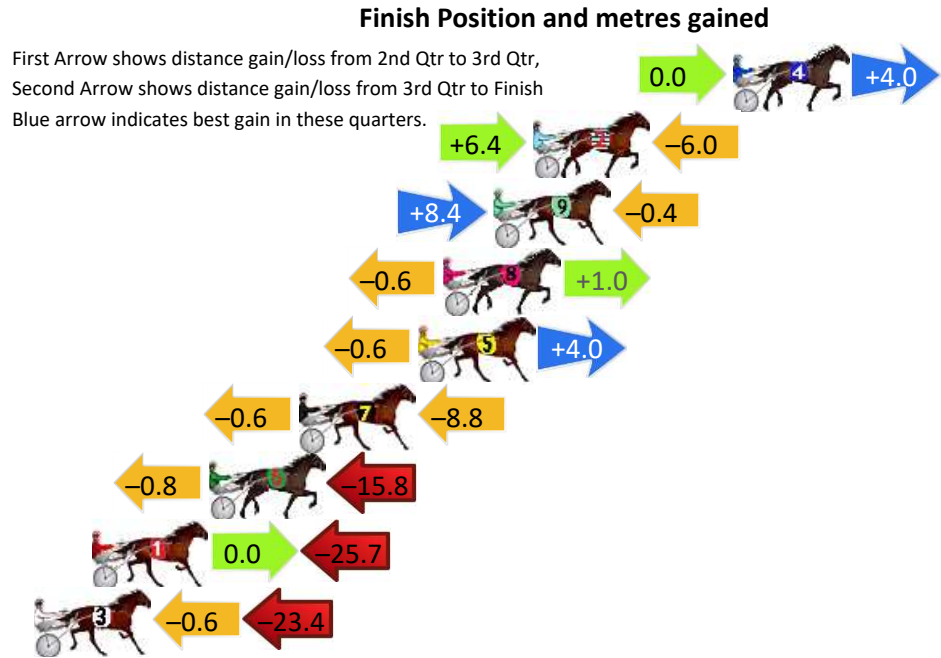 Finish Position and metres gained
First Arrow shows distance gain/loss from 2nd Qtr to 3rd Qtr,
Second Arrow shows distance gain/loss from 3rd Qtr to Finish
Blue arrow indicates best gain in these quarters.
0.0 4 +4.0
+6.4 –6.0
+8.4 9 –0.4
–0.6 8 +1.0
–0.6 5 +4.0
–0.6 7 –8.8
–0.8 6 –15.8
1 0.0 –25.7
3 –0.6 –23.4